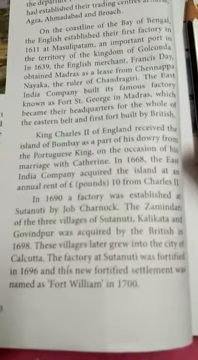 had established their trading centres at
Agra, Ahmadabad and Broach.
On the coastline of the Bay of Bengal,
the English established their first factory in
1611 at Masulipatam, an important port in
the territory of the kingdom of Golconda.
In 1639, the English merchant, Francis Day,
obtained Madras as a lease from Chennappa
Nayaka, the ruler of Chandragiri. The East
India Company built its famous factory
known as Fort St. George in Madras, which
became their headquarters for the whole of
the eastern belt and first fort built by British.
King Charles II of England received the
island of Bombay as a part of his dowry from
the Portuguese King, on the occasion of his
marriage with Catherine. In 1668, the East
India Company acquired the island at an
annual rent of £ (pounds) 10 from Charles II.
In 1690 a factory was established at
Sutanuti by Job Charnock. The Zamindari
of the three villages of Sutanuti, Kalikata and
Govindpur was acquired by the British in
1698. These villages later grew into the city of
Calcutta. The factory at Sutanuti was fortified
in 1696 and this new fortified settlement was
named as 'Fort William' in 1700.